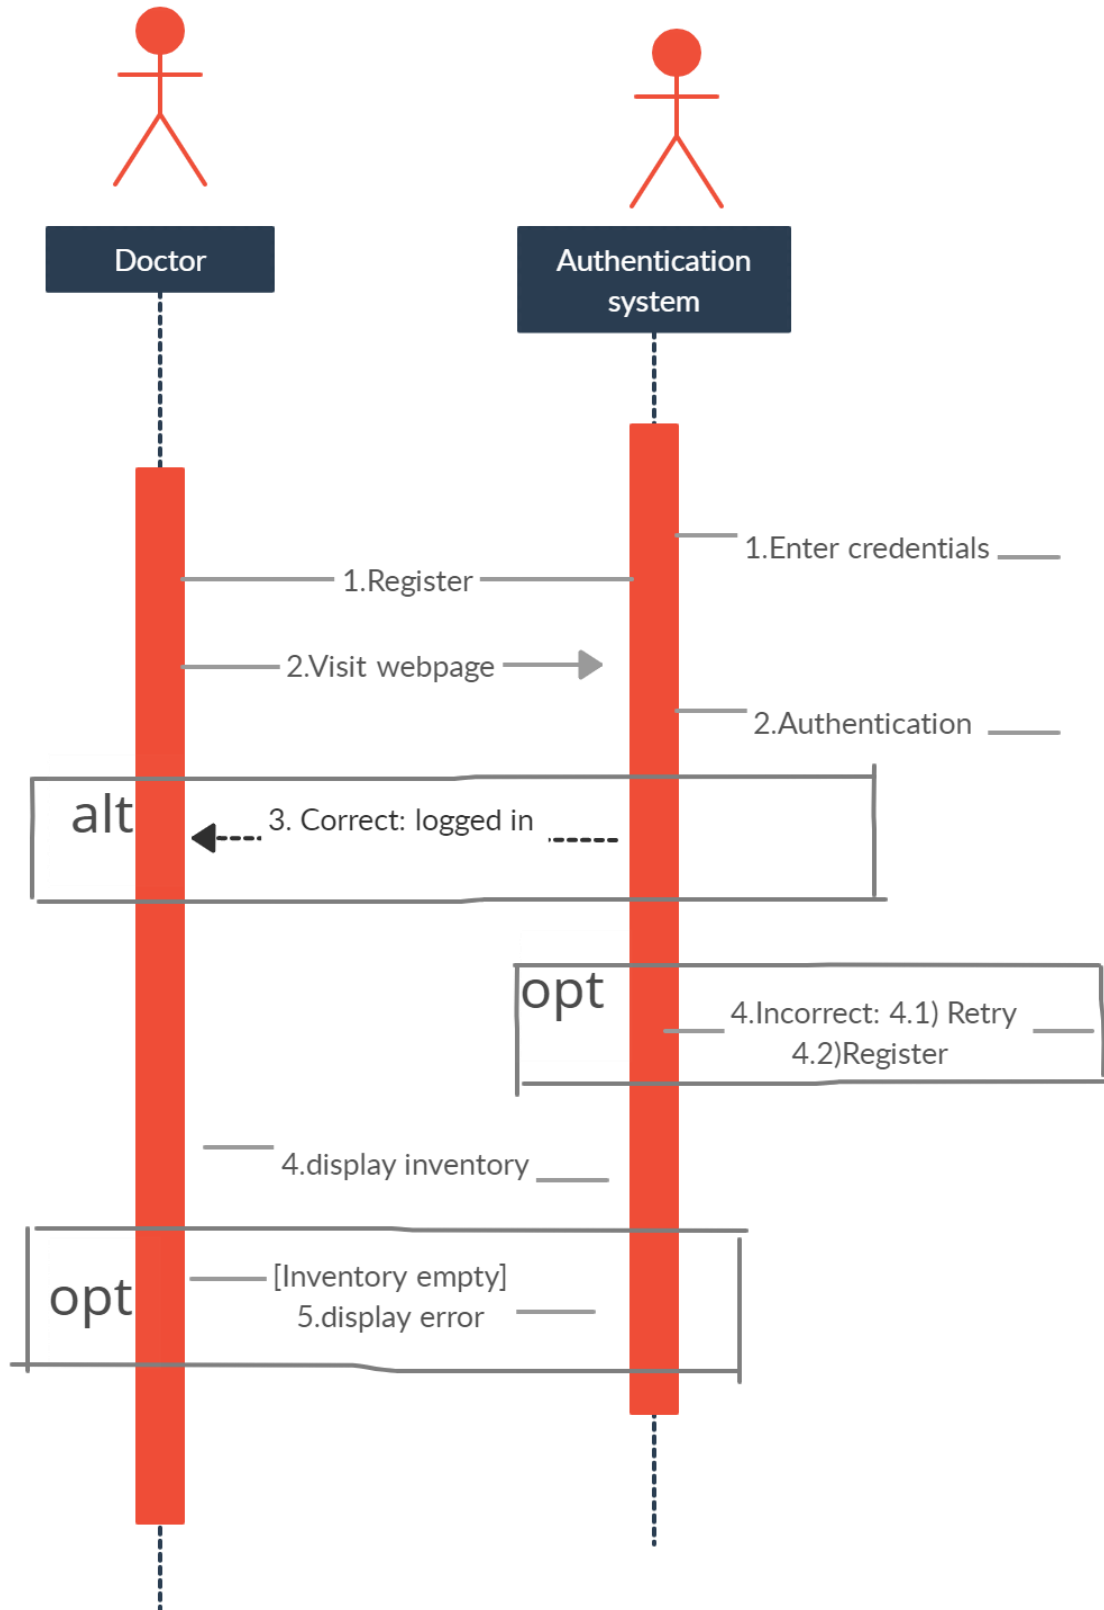 Doctor
Authentication
system
1.Enter credentials
1.Register
2.Visit webpage
2.Authentication
alt
3. Correct: logged in
opt
4.Incorrect: 4.1) Retry
4.2)Register
4.display inventory
opt
[Inventory empty]
5.display error